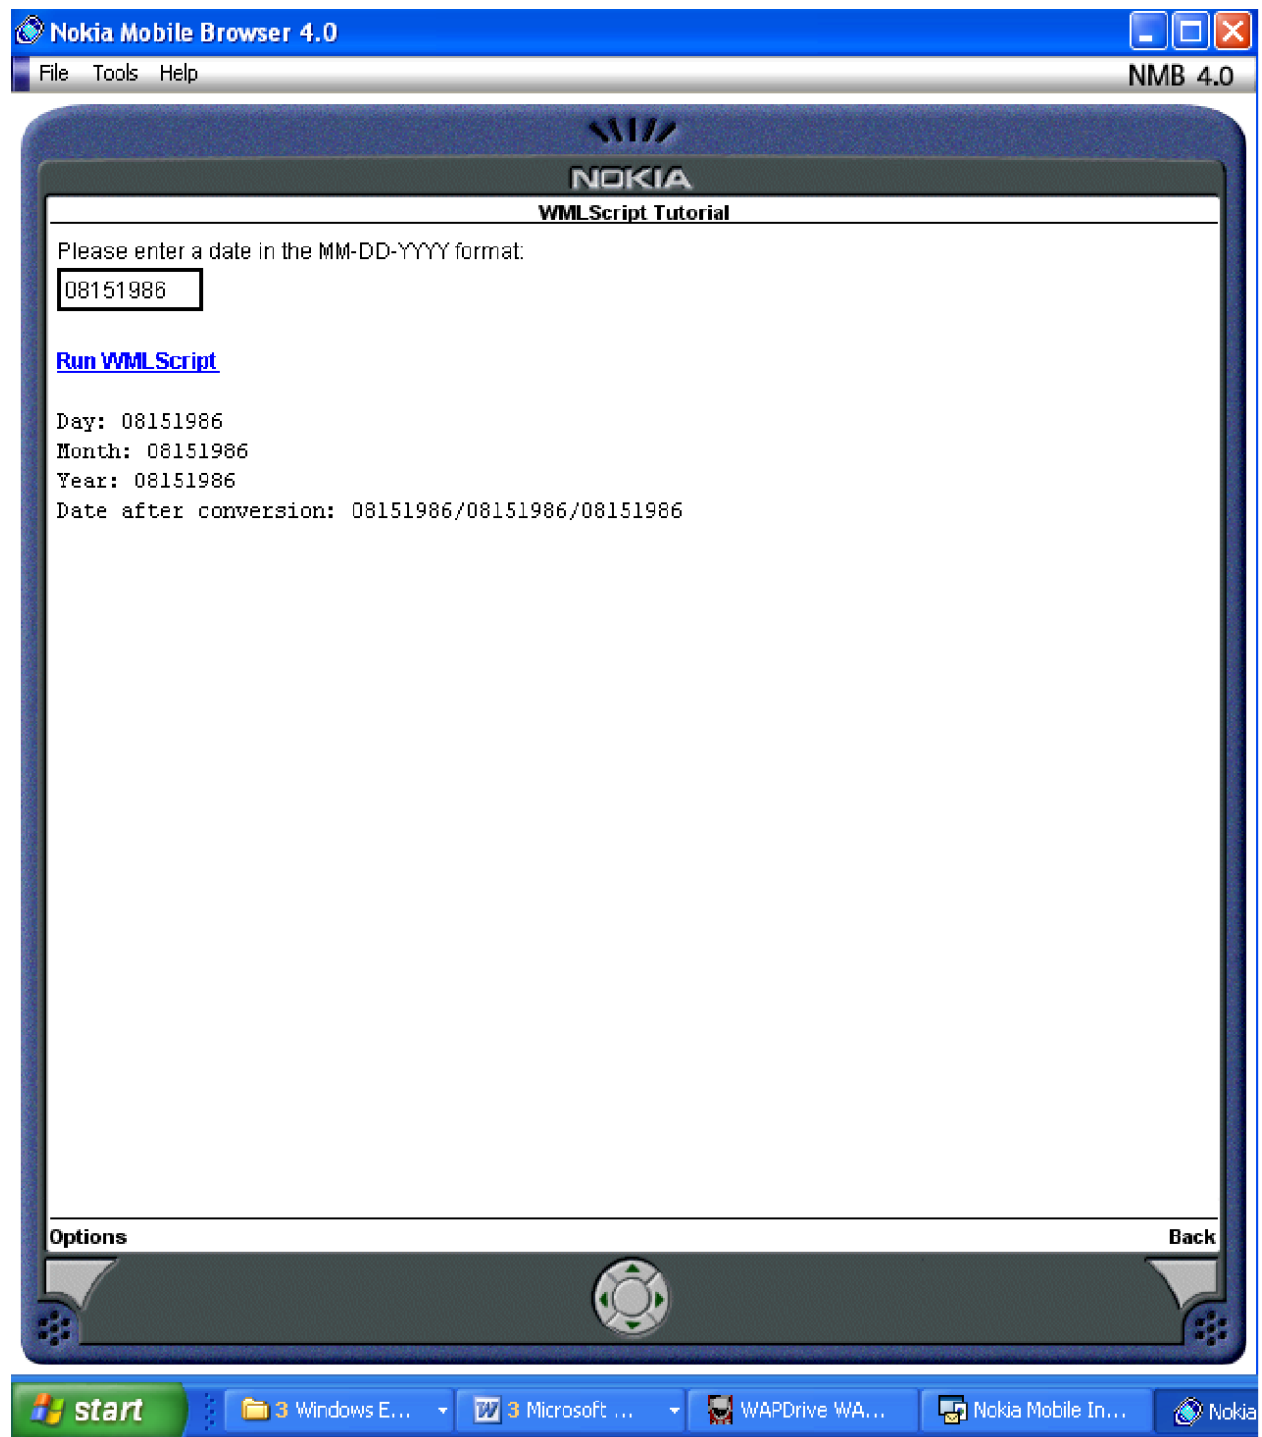 Nokia Mobile Browser 4.0
File Tools Help NMB 4.0
NOKIA
WMLScript Tutorial
Please enter a date in the MM-DD-YYYY format:
08151986
Run WMLScript
Day: 08151986
Month: 08151986
Year: 08151986
Date after conversion: 08151986/08151986/08151986
Options Back
start 3 Windows E... 3 Microsoft ... WAPDrive WA... Nokia Mobile In... Nokia